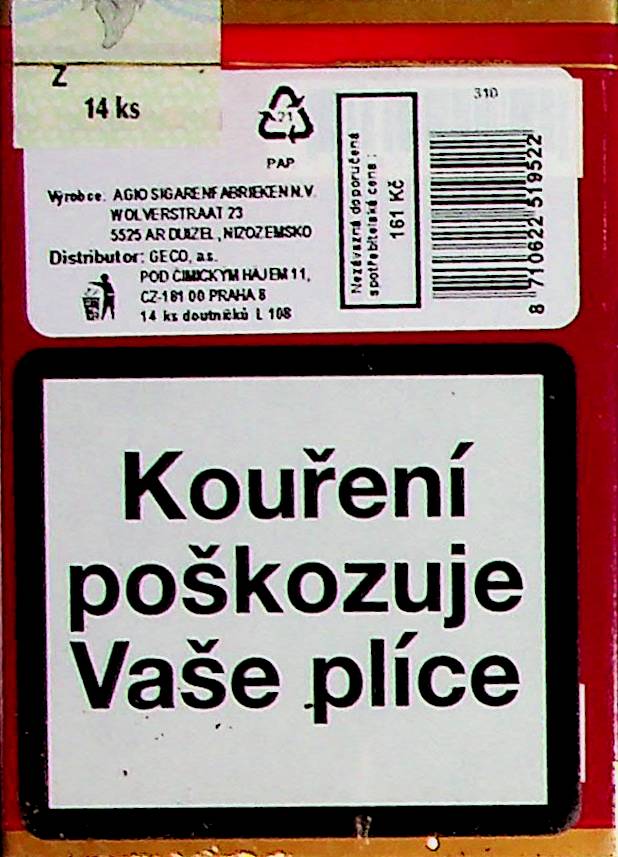 Z
14 ks
310
21
PAP
Výrobce: AGIO SIGARENFABRIEKEN N.V.
WOLVERSTRAAT 23
5525 AR DUIZEL, NIZOZEMSKO
Distributor: GECO, a.s.
POD ČIMICKÝM HÁJEM 11,
CZ-181 00 PRAHA 8
14 ks doutníčků L 108
Nezávazná doporučená
spotřebitelská cena:
161 Kč
8 710622 519522
Kouření
poškozuje
Vaše plíce